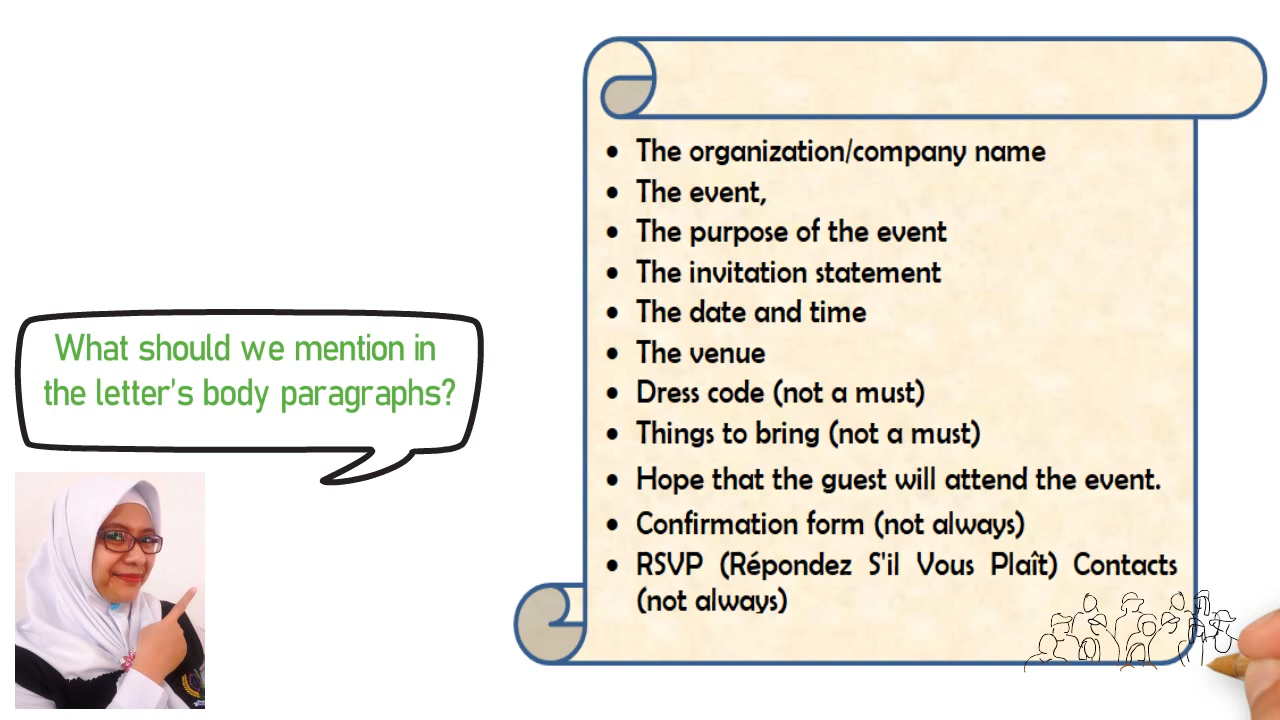 What should we mention in
the letter's body paragraphs?
• The organization/company name
• The event,
• The purpose of the event
• The invitation statement
• The date and time
• The venue
• Dress code (not a must)
• Things to bring (not a must)
• Hope that the guest will attend the event.
• Confirmation form (not always)
• RSVP (Répondez S'il Vous Plaît) Contacts
(not always)